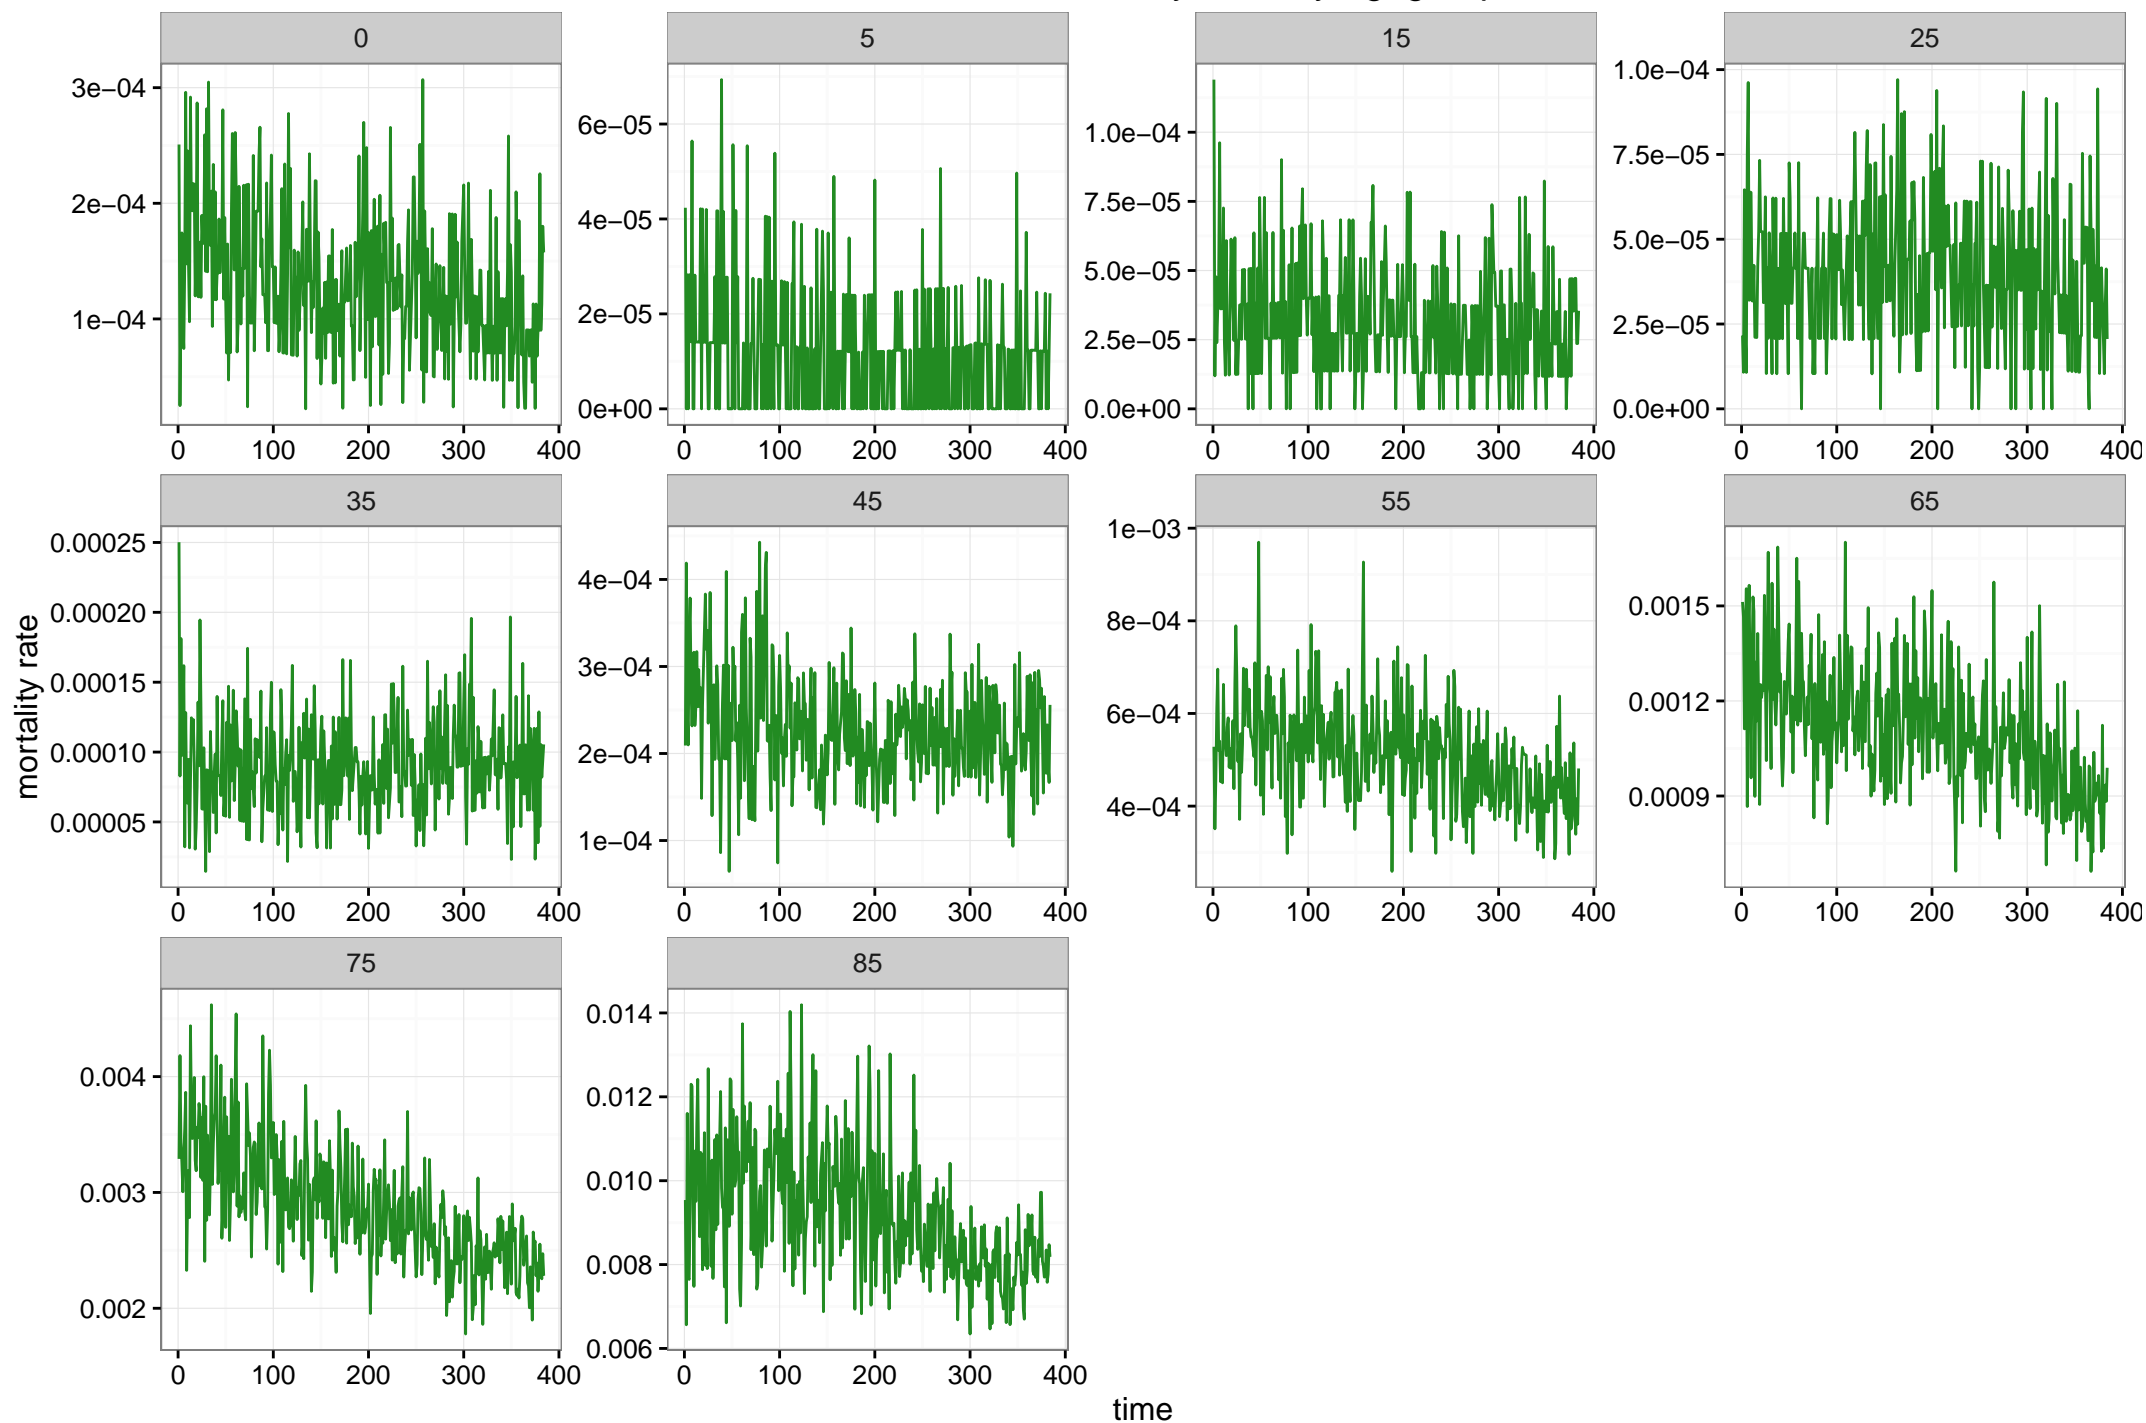 0 5 15 25
3e−04
2e−04
1e−04
0 100 200 300 400
6e−05
4e−05
2e−05
0e+00
0 100 200 300 400
1.0e−04
7.5e−05
5.0e−05
2.5e−05
0.0e+00
0 100 200 300 400
1.0e−04
7.5e−05
5.0e−05
2.5e−05
0.0e+00
0 100 200 300 400
35 45 55 65
mortality rate
0.00025
0.00020
0.00015
0.00010
0.00005
0 100 200 300 400
4e−04
3e−04
2e−04
1e−04
0 100 200 300 400
1e−03
8e−04
6e−04
4e−04
0 100 200 300 400
0.0015
0.0012
0.0009
0 100 200 300 400
75 85
0.004
0.003
0.002
0 100 200 300 400
0.014
0.012
0.010
0.008
0.006
0 100 200 300 400
time